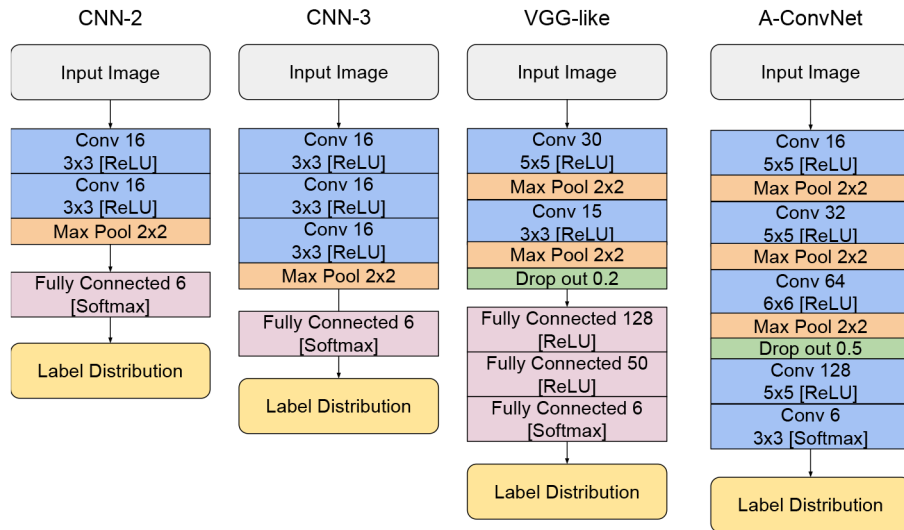 CNN-2
Input Image
Conv 16
3x3 [ReLU]
Conv 16
3x3 [ReLU]
Max Pool 2x2
Fully Connected 6
[Softmax]
Label Distribution
CNN-3
Input Image
Conv 16
3x3 [ReLU]
Conv 16
3x3 [ReLU]
Conv 16
3x3 [ReLU]
Max Pool 2x2
Fully Connected 6
[Softmax]
Label Distribution
VGG-like
Input Image
Conv 30
5x5 [ReLU]
Max Pool 2x2
Conv 15
3x3 [ReLU]
Max Pool 2x2
Drop out 0.2
Fully Connected 128
[ReLU]
Fully Connected 50
[ReLU]
Fully Connected 6
[Softmax]
Label Distribution
A-ConvNet
Input Image
Conv 16
5x5 [ReLU]
Max Pool 2x2
Conv 32
5x5 [ReLU]
Max Pool 2x2
Conv 64
6x6 [ReLU]
Max Pool 2x2
Drop out 0.5
Conv 128
5x5 [ReLU]
Conv 6
3x3 [Softmax]
Label Distribution